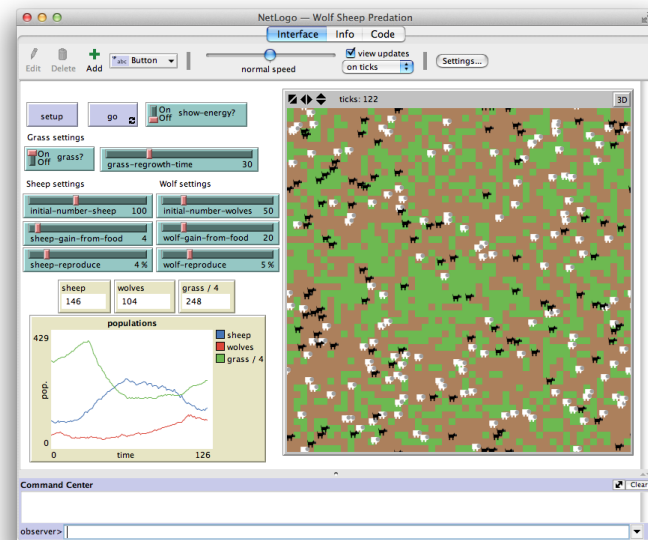 NetLogo — Wolf Sheep Predation
Interface Info Code
Edit Delete Add abc Button normal speed view updates on ticks Settings...
setup go On Off show-energy?
ticks: 122 3D
Grass settings
On Off grass? grass-regrowth-time 30
Sheep settings Wolf settings
initial-number-sheep 100 initial-number-wolves 50
sheep-gain-from-food 4 wolf-gain-from-food 20
sheep-reproduce 4 % wolf-reproduce 5 %
sheep wolves grass / 4
146 104 248
populations
429
pop.
0
0 time 126
sheep
wolves
grass / 4
Command Center Clear
observer>